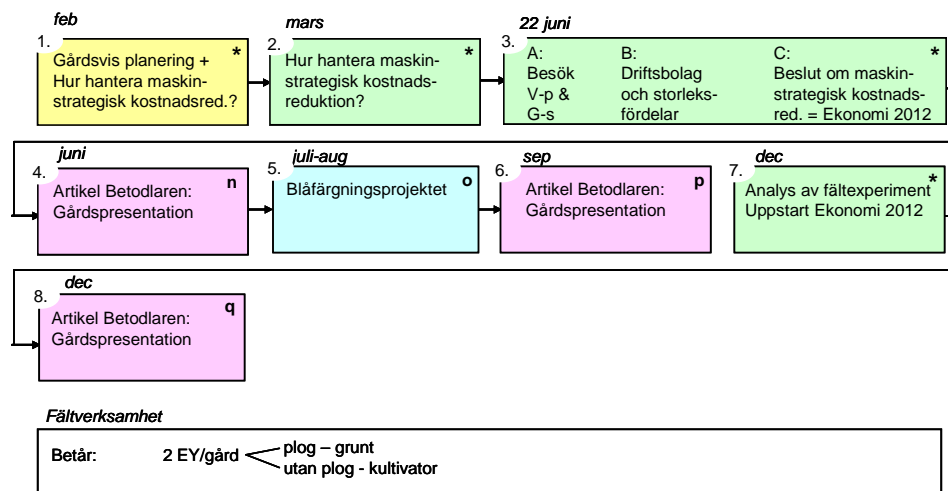 feb
1.
*
Gårdsvis planering +
Hur hantera maskin-
strategisk kostnadsred.?
mars
2.
*
Hur hantera maskin-
strategisk kostnads-
reduktion?
22 juni
3.
*
A:
Besök
V-p &
G-s
B:
Driftsbolag
och storleks-
fördelar
C:
Beslut om maskin-
strategisk kostnads-
red. = Ekonomi 2012
juni
4.
n
Artikel Betodlaren:
Gårdspresentation
juli-aug
5.
o
Blåfärgningsprojektet
sep
6.
p
Artikel Betodlaren:
Gårdspresentation
dec
7.
*
Analys av fältexperiment
Uppstart Ekonomi 2012
dec
8.
q
Artikel Betodlaren:
Gårdspresentation
Fältverksamhet
Betår: 2 EY/gård
plog – grunt
utan plog - kultivator